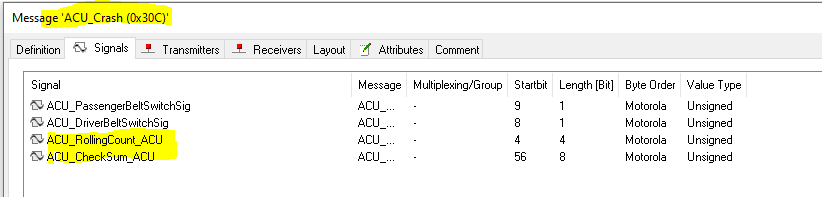 Message 'ACU_Crash (0x30C)'
Definition Signals Transmitters Receivers Layout Attributes Comment
Signal Message Multiplexing/Group Startbit Length [Bit] Byte Order Value Type
ACU_PassengerBeltSwitchSig ACU_... - 9 1 Motorola Unsigned
ACU_DriverBeltSwitchSig ACU_... - 8 1 Motorola Unsigned
ACU_RollingCount_ACU ACU_... - 4 4 Motorola Unsigned
ACU_CheckSum_ACU ACU_... - 56 8 Motorola Unsigned